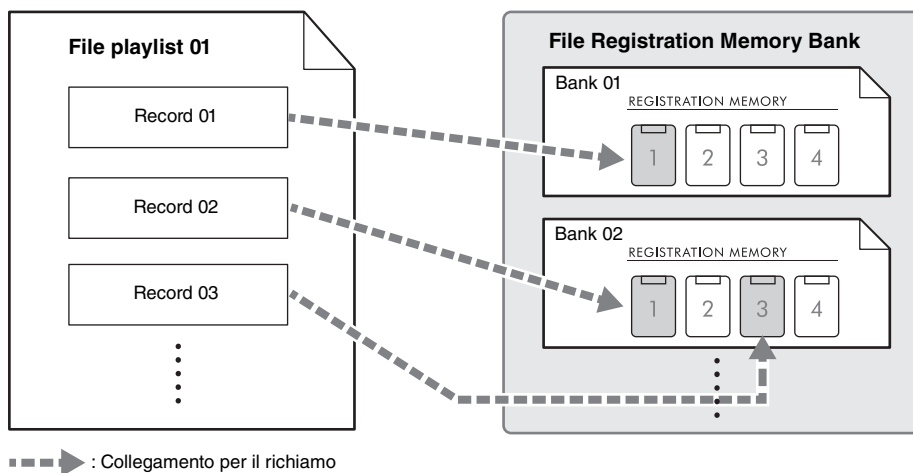 File playlist 01
Record 01
Record 02
Record 03
File Registration Memory Bank
Bank 01
REGISTRATION MEMORY
1 2 3 4
Bank 02
REGISTRATION MEMORY
1 2 3 4
: Collegamento per il richiamo